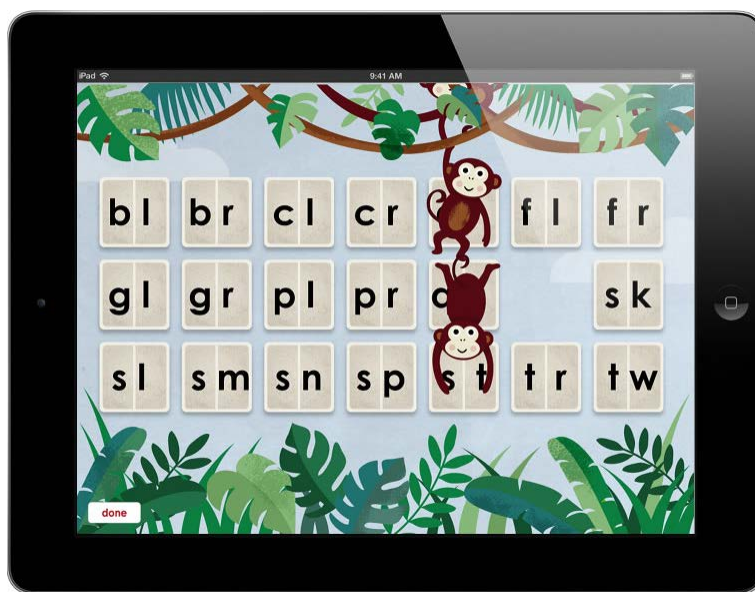 iPad 9:41 AM
bl br cl cr fl fr
gl gr pl pr sk
sl sm sn sp st tr tw
done